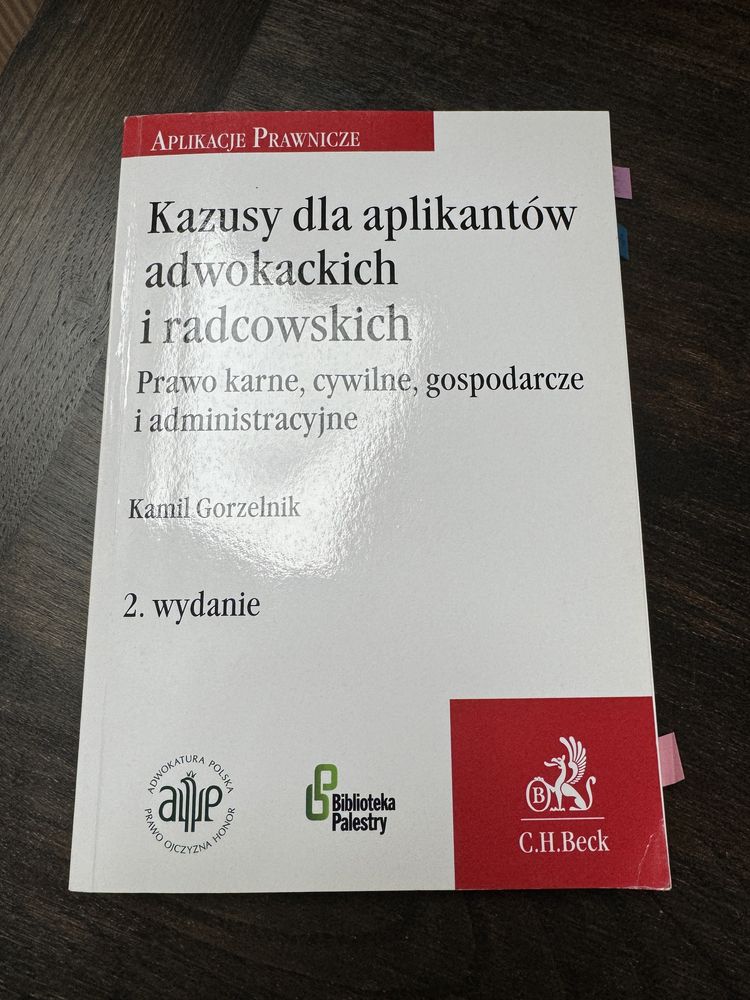 APLIKACJE PRAWNICZE
Kazusy dla aplikantów
adwokackich
i radcowskich
Prawo karne, cywilne, gospodarcze
i administracyjne
Kamil Gorzelnik
2. wydanie
ADWOKATURA POLSKA
PRAWO OJCZYZNA HONOR
Biblioteka
Palestry
B
C.H.Beck